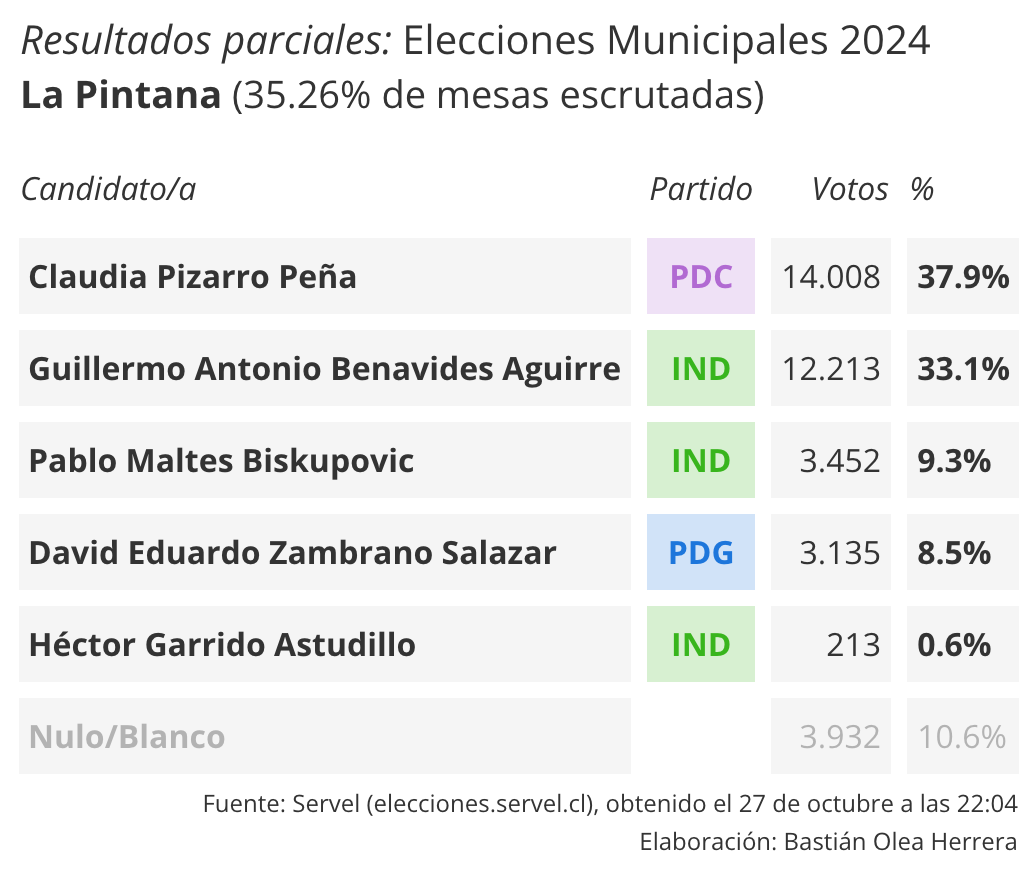 Resultados parciales: Elecciones Municipales 2024
La Pintana (35.26% de mesas escrutadas)
Candidato/a Partido Votos %
Claudia Pizarro Peña PDC 14.008 37.9%
Guillermo Antonio Benavides Aguirre IND 12.213 33.1%
Pablo Maltes Biskupovic IND 3.452 9.3%
David Eduardo Zambrano Salazar PDG 3.135 8.5%
Héctor Garrido Astudillo IND 213 0.6%
Nulo/Blanco 3.932 10.6%
Fuente: Servel (elecciones.servel.cl), obtenido el 27 de octubre a las 22:04
Elaboración: Bastián Olea Herrera